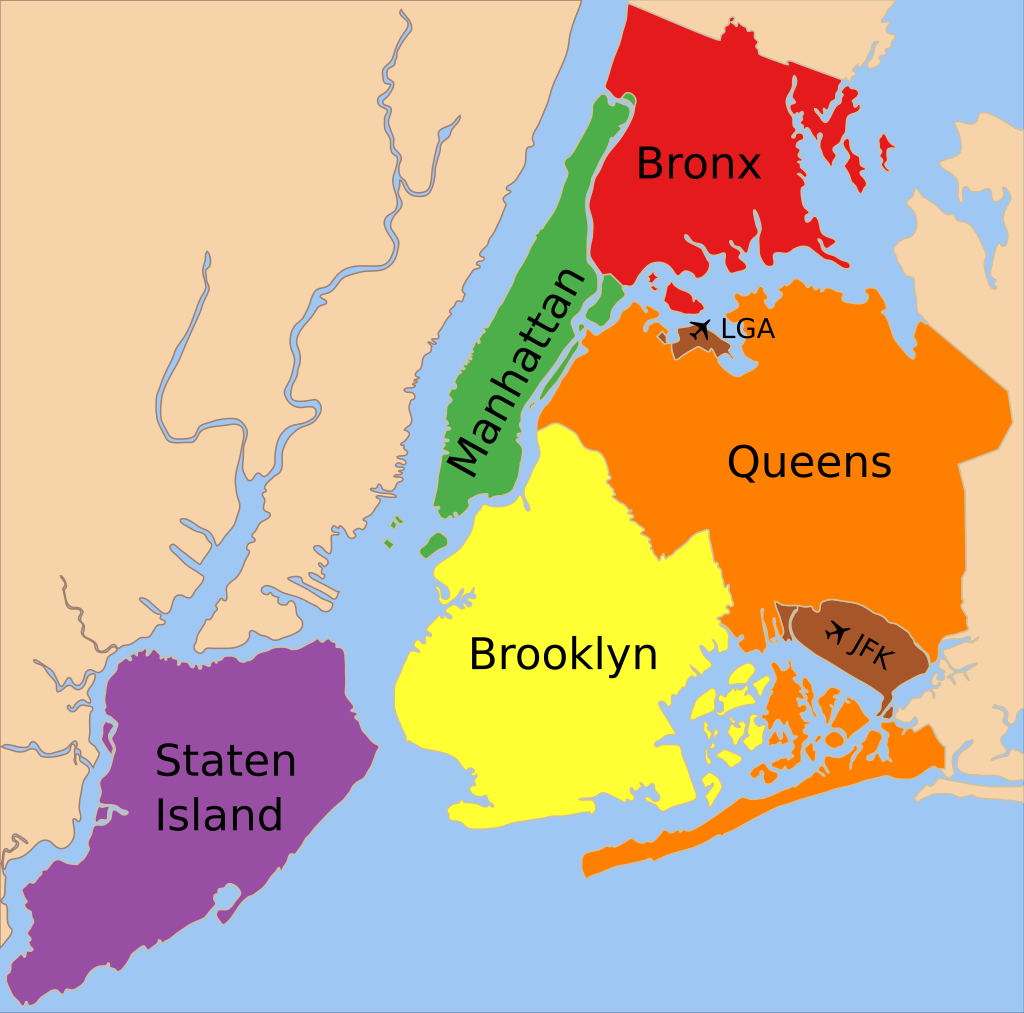 Bronx
Manhattan
LGA
Queens
Brooklyn
JFK
Staten
Island